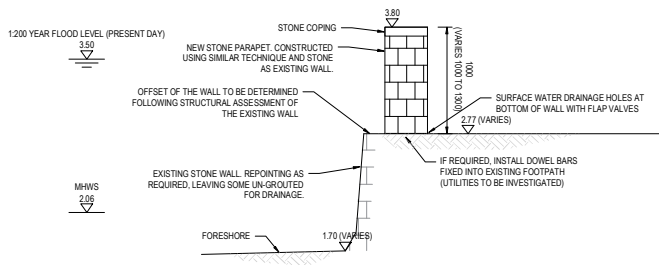 3.80
STONE COPING
1:200 YEAR FLOOD LEVEL (PRESENT DAY)
3.50
NEW STONE PARAPET. CONSTRUCTED
USING SIMILAR TECHNIQUE AND STONE
AS EXISTING WALL.
1000
(VARIES 1000 TO 1300)
OFFSET OF THE WALL TO BE DETERMINED
FOLLOWING STRUCTURAL ASSESSMENT OF
THE EXISTING WALL
SURFACE WATER DRAINAGE HOLES AT
BOTTOM OF WALL WITH FLAP VALVES
2.77 (VARIES)
IF REQUIRED, INSTALL DOWEL BARS
FIXED INTO EXISTING FOOTPATH
(UTILITIES TO BE INVESTIGATED)
EXISTING STONE WALL. REPOINTING AS
REQUIRED, LEAVING SOME UN-GROUTED
FOR DRAINAGE.
MHWS
2.06
FORESHORE
1.70 (VARIES)